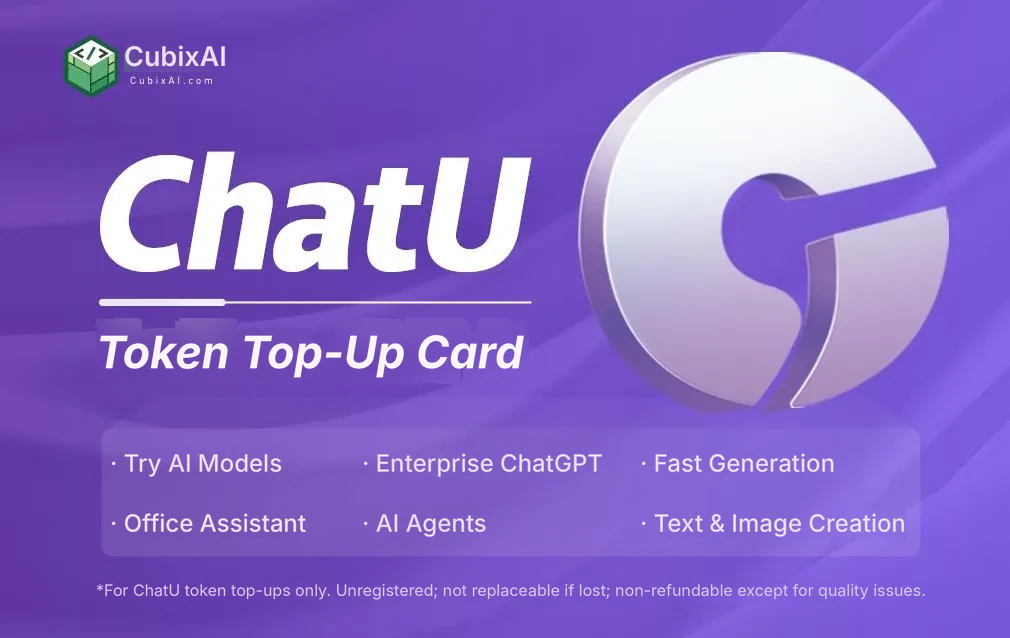 CubixAI
CubixAI.com
ChatU
Token Top-Up Card
· Try AI Models
· Enterprise ChatGPT
· Fast Generation
· Office Assistant
· AI Agents
· Text & Image Creation
*For ChatU token top-ups only. Unregistered; not replaceable if lost; non-refundable except for quality issues.